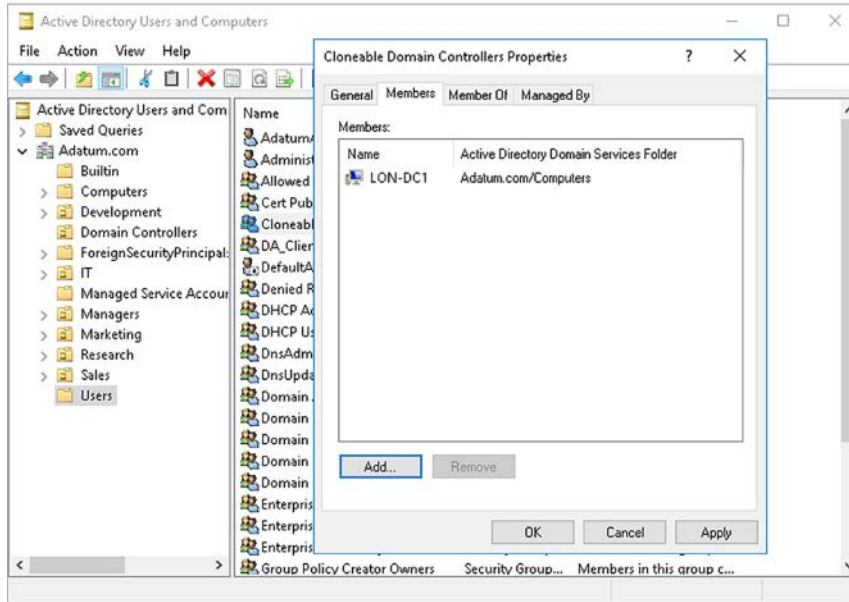 Active Directory Users and Computers
File Action View Help
Active Directory Users and Com
Saved Queries
Adatum.com
Builtin
Computers
Development
Domain Controllers
ForeignSecurityPrincipal:
IT
Managed Service Accour
Managers
Marketing
Research
Sales
Users
Name
AdatumA
Administ
Allowed
Cert Pub
Cloneabl
DA_Clier
DefaultA
Denied R
DHCP Ad
DHCP Us
DnsAdm
DnsUpda
Domain
Domain
Domain
Domain
Domain
Enterpris
Enterpris
Enterpris
Group Policy Creator Owners Security Group... Members in this group c...
Cloneable Domain Controllers Properties ?
General Members Member Of Managed By
Members:
Name Active Directory Domain Services Folder
LON-DC1 Adatum.com/Computers
Add... Remove
OK Cancel Apply